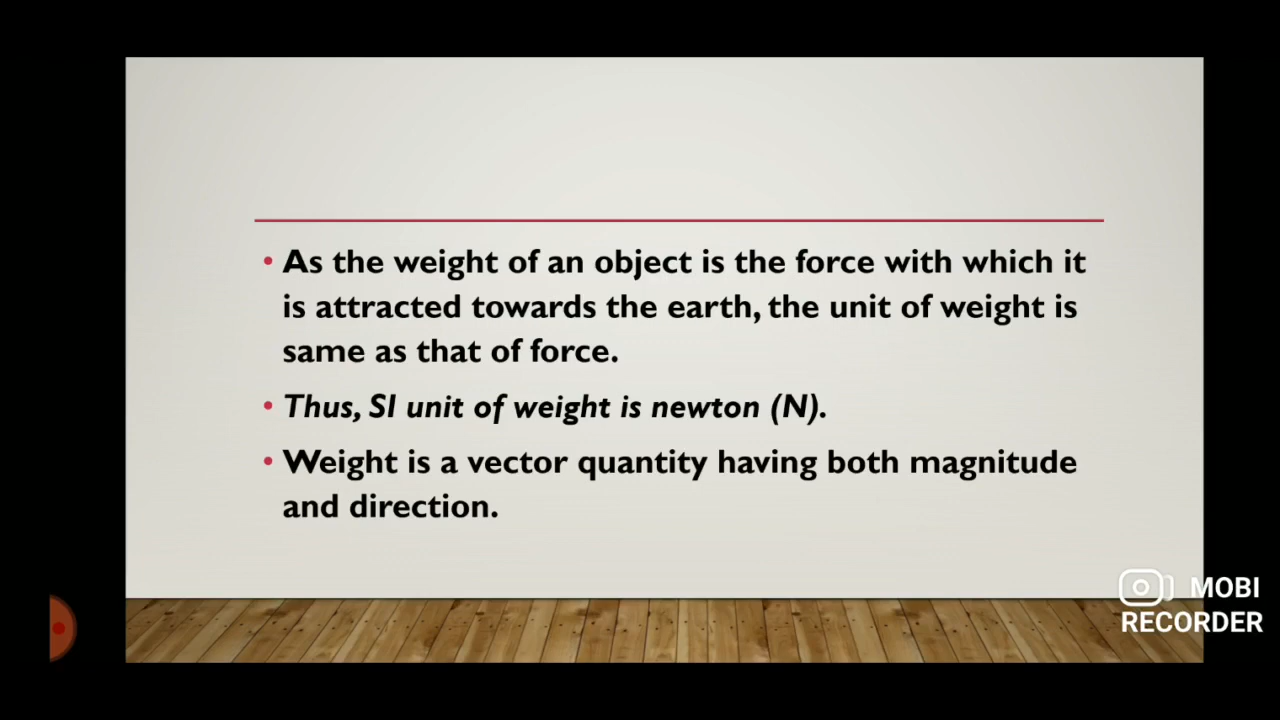 • As the weight of an object is the force with which it
is attracted towards the earth, the unit of weight is
same as that of force.
• Thus, SI unit of weight is newton (N).
• Weight is a vector quantity having both magnitude
and direction.
MOBI
RECORDER